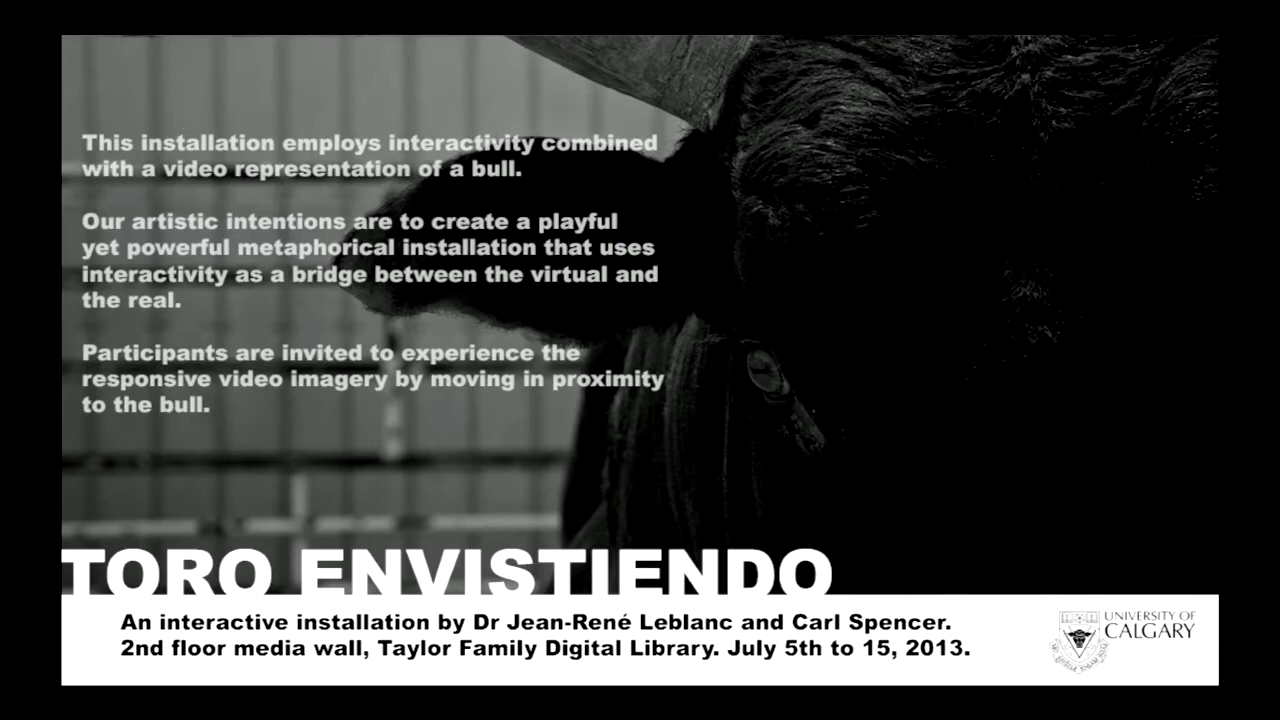 This installation employs interactivity combined
with a video representation of a bull.
Our artistic intentions are to create a playful
yet powerful metaphorical installation that uses
interactivity as a bridge between the virtual and
the real.
Participants are invited to experience the
responsive video imagery by moving in proximity
to the bull.
TORO ENVISTIENDO
An interactive installation by Dr Jean-René Leblanc and Carl Spencer.
2nd floor media wall, Taylor Family Digital Library. July 5th to 15, 2013.
UNIVERSITY OF
CALGARY